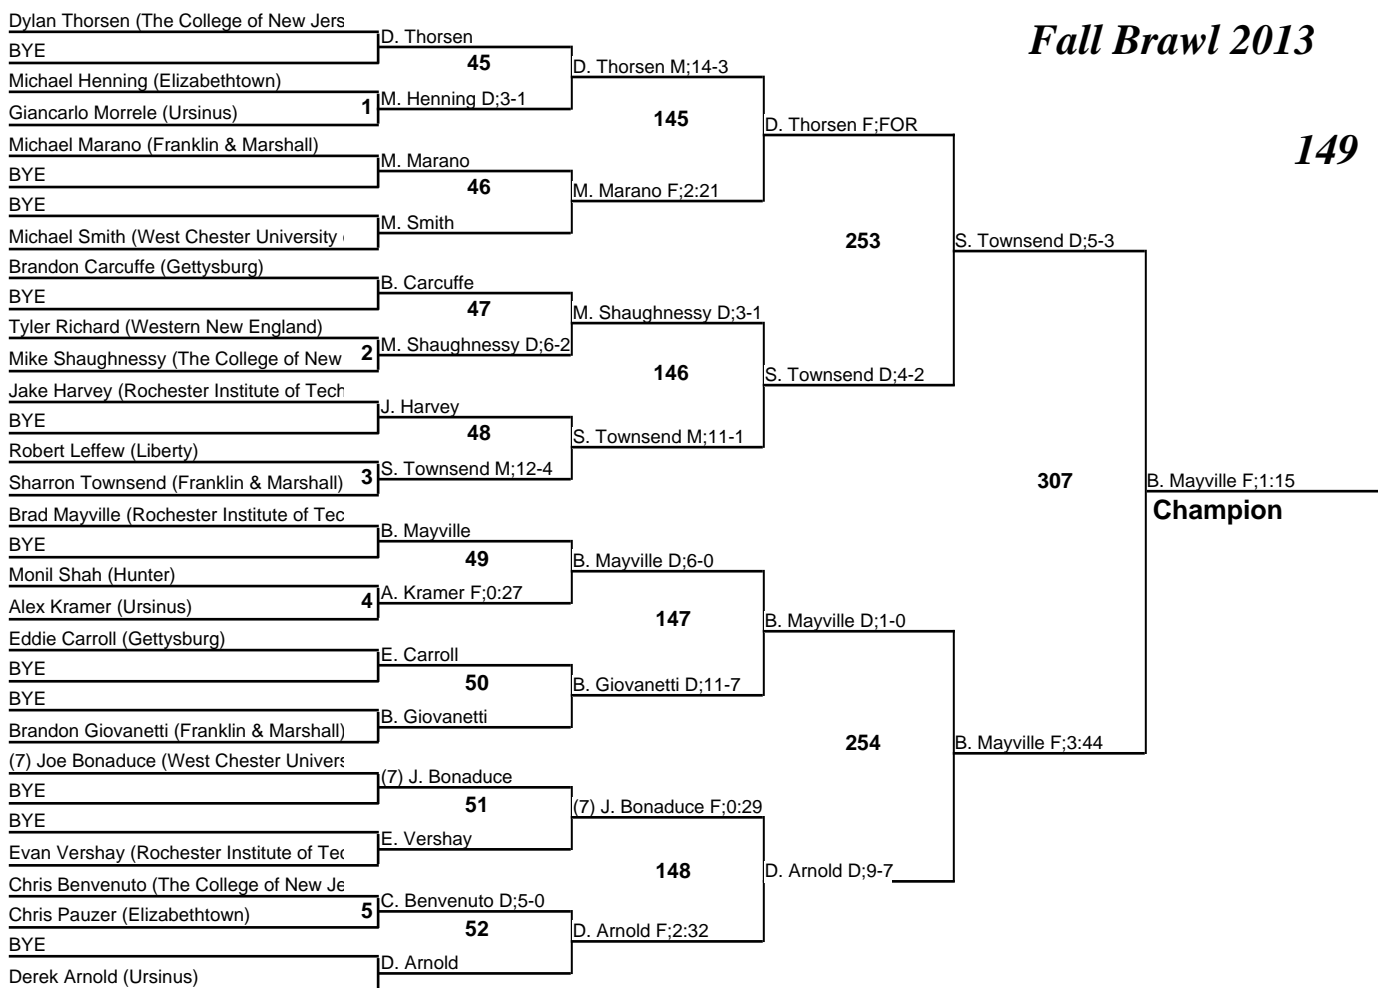 Fall Brawl 2013
149
Dylan Thorsen (The College of New Jers
BYE
Michael Henning (Elizabethtown)
Giancarlo Morrele (Ursinus)
Michael Marano (Franklin & Marshall)
BYE
BYE
Michael Smith (West Chester University
Brandon Carcuffe (Gettysburg)
BYE
Tyler Richard (Western New England)
Mike Shaughnessy (The College of New
Jake Harvey (Rochester Institute of Tech
BYE
Robert Leffew (Liberty)
Sharron Townsend (Franklin & Marshall)
Brad Mayville (Rochester Institute of Tec
BYE
Monil Shah (Hunter)
Alex Kramer (Ursinus)
Eddie Carroll (Gettysburg)
BYE
BYE
Brandon Giovanetti (Franklin & Marshall)
(7) Joe Bonaduce (West Chester Univers
BYE
BYE
Evan Vershay (Rochester Institute of Tec
Chris Benvenuto (The College of New Je
Chris Pauzer (Elizabethtown)
BYE
Derek Arnold (Ursinus)
1
2
3
4
5
D. Thorsen
45
M. Henning D;3-1
M. Marano
46
M. Smith
B. Carcuffe
47
M. Shaughnessy D;6-2
J. Harvey
48
S. Townsend M;12-4
B. Mayville
49
A. Kramer F;0:27
E. Carroll
50
B. Giovanetti
(7) J. Bonaduce
51
E. Vershay
C. Benvenuto D;5-0
52
D. Arnold
D. Thorsen M;14-3
145
M. Marano F;2:21
M. Shaughnessy D;3-1
146
S. Townsend M;11-1
B. Mayville D;6-0
147
B. Giovanetti D;11-7
(7) J. Bonaduce F;0:29
148
D. Arnold F;2:32
D. Thorsen F;FOR
253
S. Townsend D;4-2
B. Mayville D;1-0
254
D. Arnold D;9-7
S. Townsend D;5-3
307
B. Mayville F;3:44
B. Mayville F;1:15
Champion